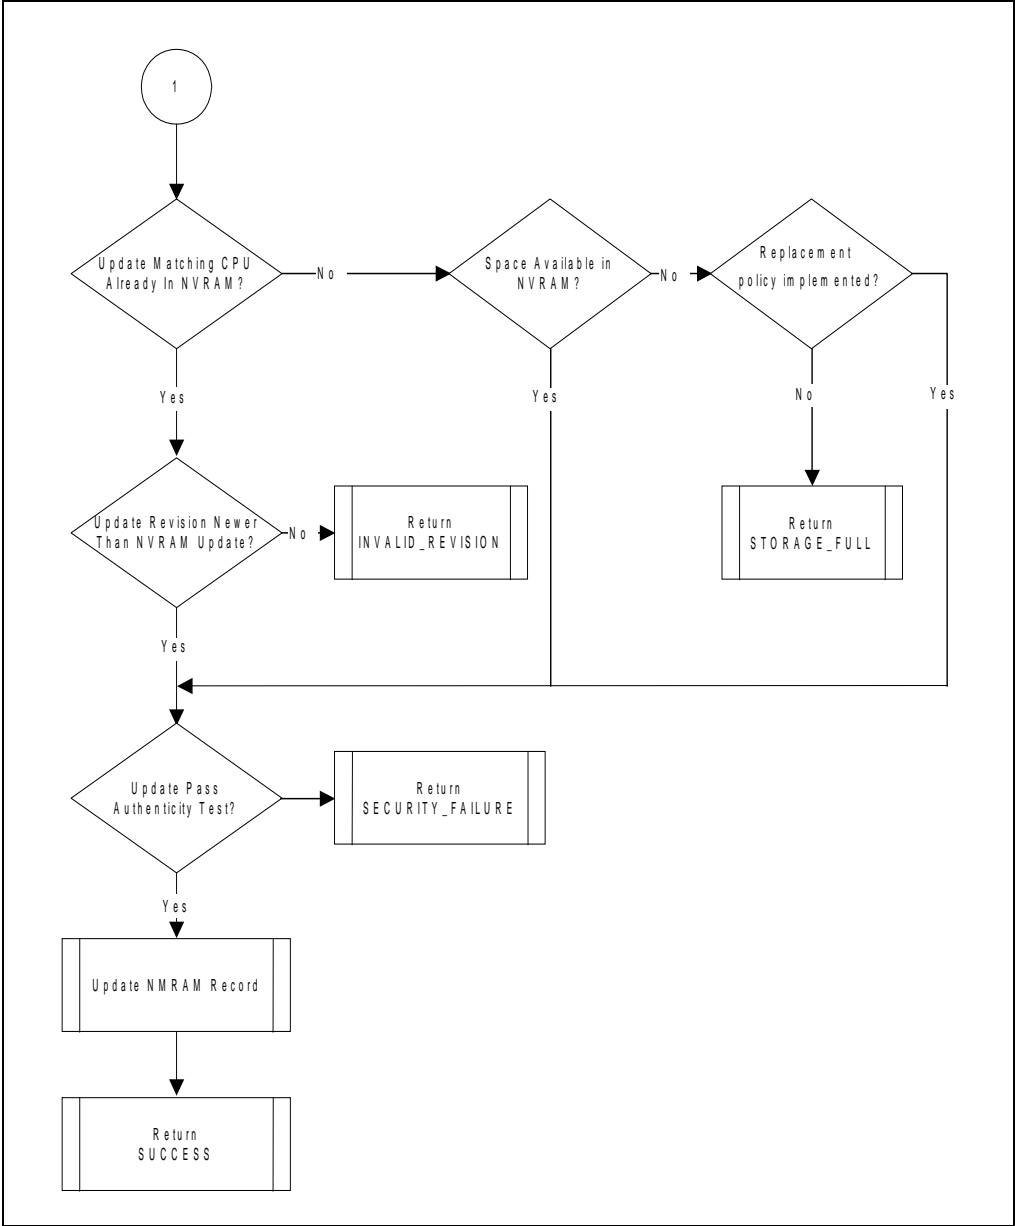 1
Update Matching CPU
Already In NVRAM?
No
Space Available in
NVRAM?
No
Replacement
policy implemented?
Yes
Yes
No
Yes
Update Revision Newer
Than NVRAM Update?
No
Return
INVALID_REVISION
Return
STORAGE_FULL
Yes
Update Pass
Authenticity Test?
Return
SECURITY_FAILURE
Yes
Update NMRAM Record
Return
SUCCESS